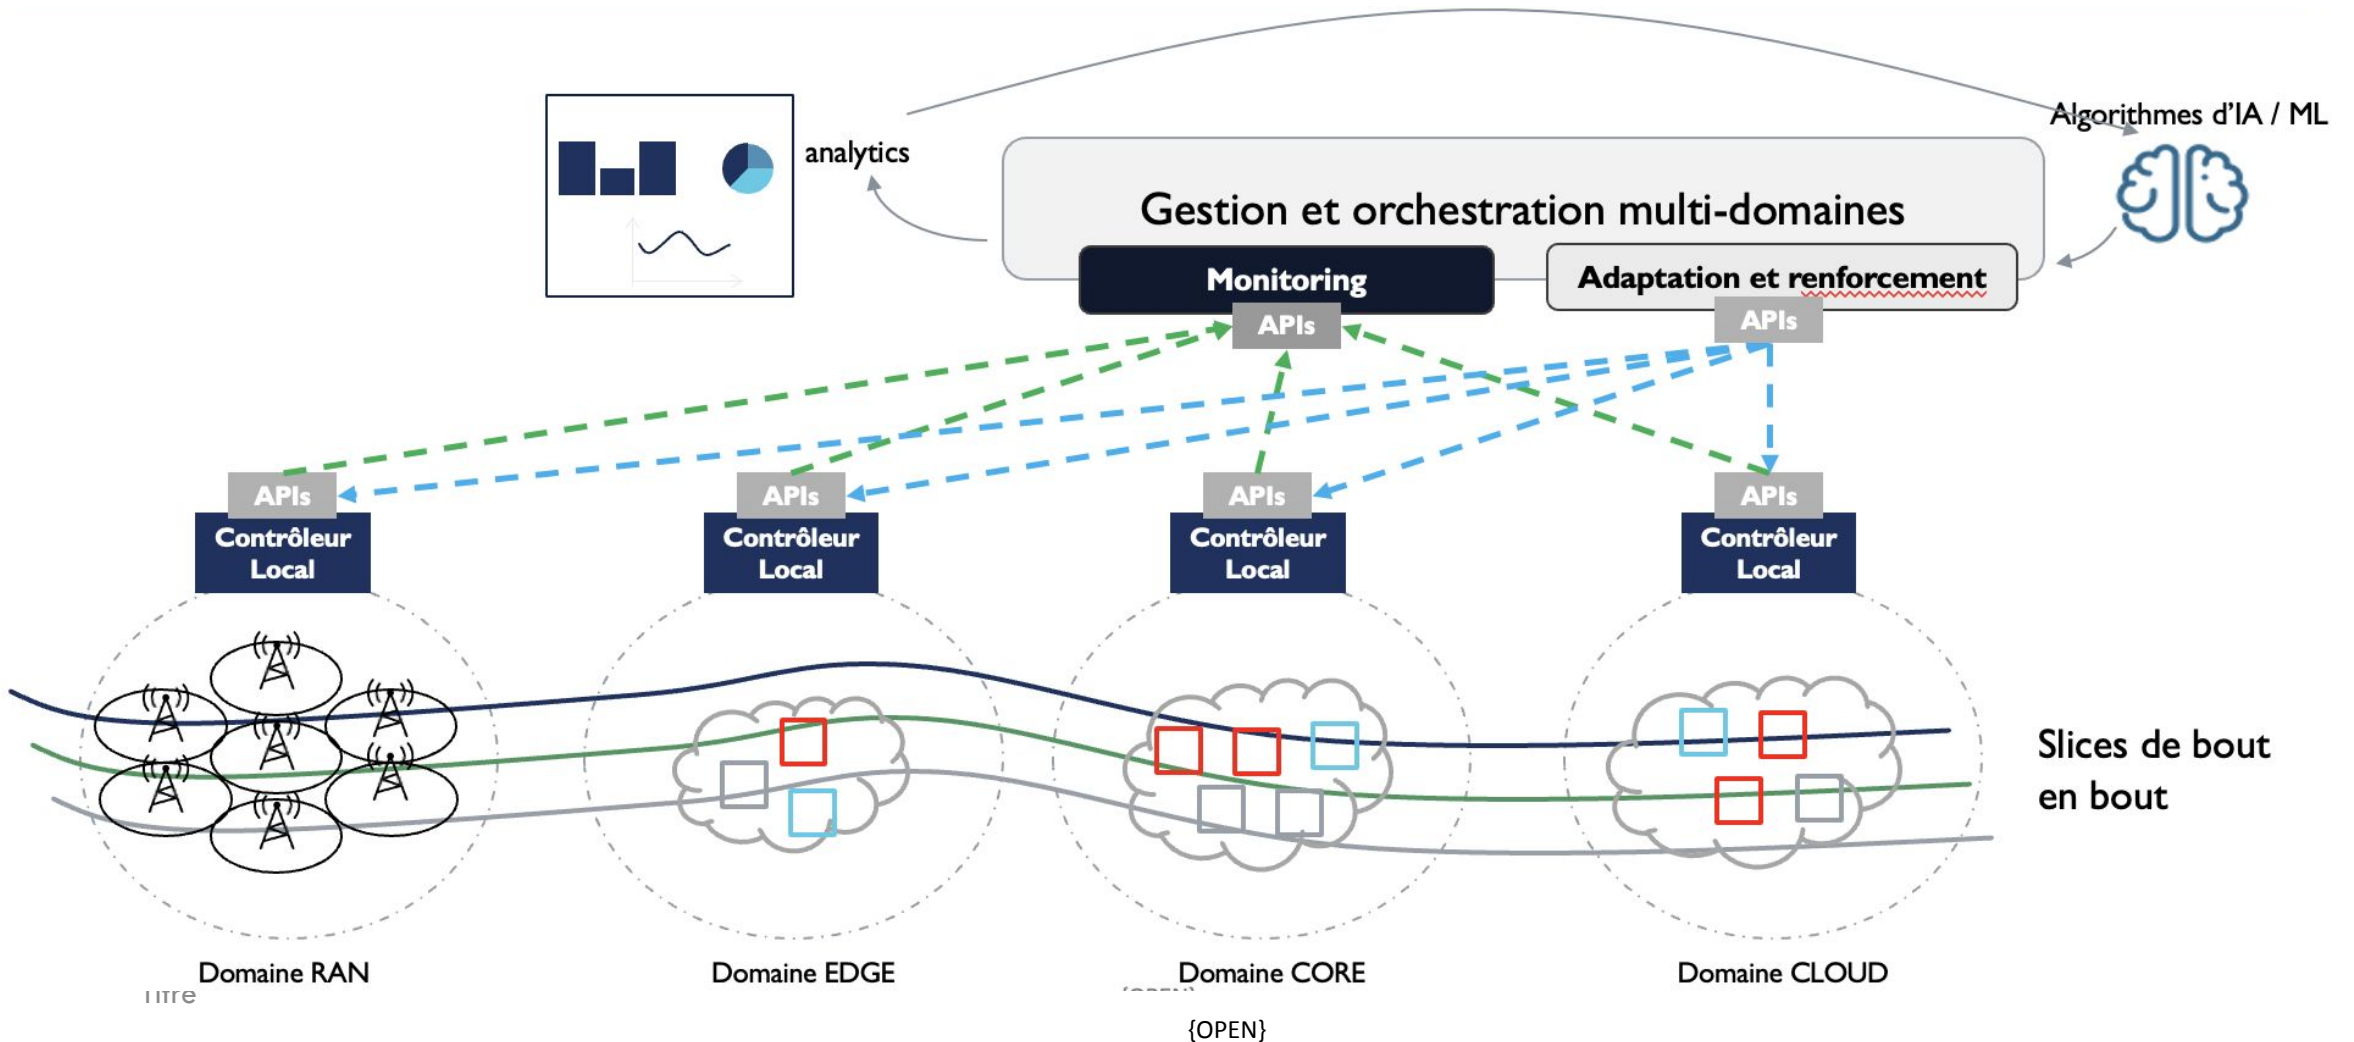 Algorithmes d'IA / ML
analytics
Gestion et orchestration multi-domaines
Monitoring
Adaptation et renforcement
APIs
APIs
APIs
APIs
APIs
APIs
Contrôleur
Local
Contrôleur
Local
Contrôleur
Local
Contrôleur
Local
Slices de bout
en bout
Domaine RAN
Domaine EDGE
Domaine CORE
Domaine CLOUD
Titre
{OPEN}
{OPEN}